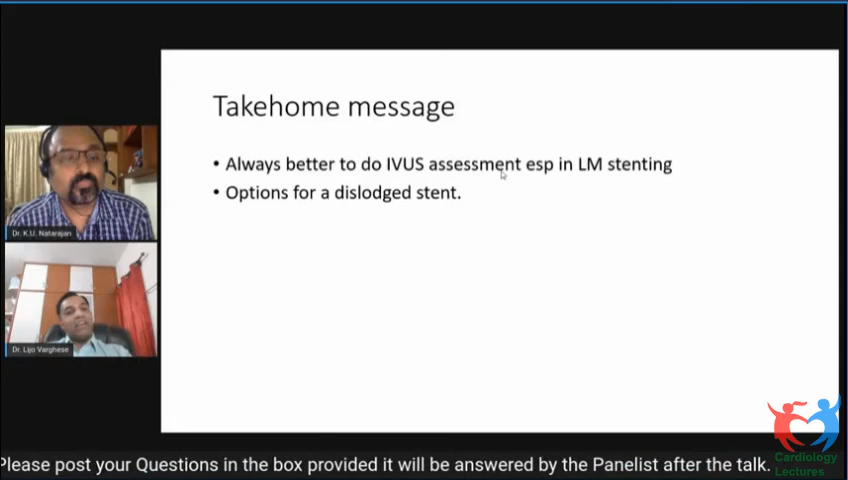 Takehome message
• Always better to do IVUS assessment esp in LM stenting
• Options for a dislodged stent.
Dr. K.U. Natarajan
Dr. Lijo Varghese
Please post your Questions in the box provided it will be answered by the Panelist after the talk.
Cardiology
Lectures